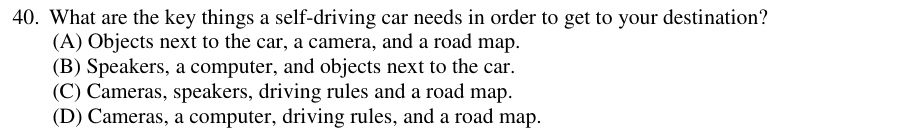 40. What are the key things a self-driving car needs in order to get to your destination?
(A) Objects next to the car, a camera, and a road map.
(B) Speakers, a computer, and objects next to the car.
(C) Cameras, speakers, driving rules and a road map.
(D) Cameras, a computer, driving rules, and a road map.